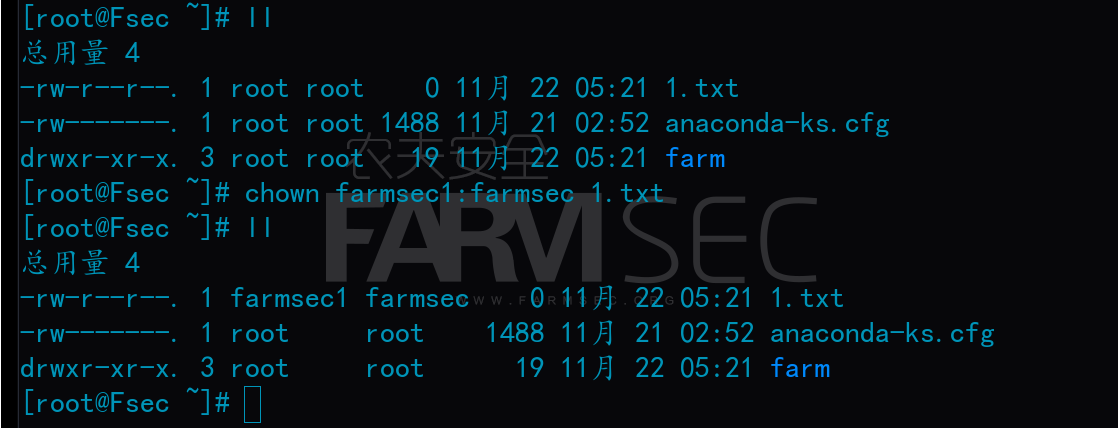 [root@Fsec ~]# ll
总用量 4
-rw-r--r--. 1 root root    0 11月 22 05:21 1.txt
-rw-------. 1 root root 1488 11月 21 02:52 anaconda-ks.cfg
drwxr-xr-x. 3 root root   19 11月 22 05:21 farm
[root@Fsec ~]# chown farmsec1:farmsec 1.txt
[root@Fsec ~]# ll
总用量 4
-rw-r--r--. 1 farmsec1 farmsec    0 11月 22 05:21 1.txt
-rw-------. 1 root     root    1488 11月 21 02:52 anaconda-ks.cfg
drwxr-xr-x. 3 root     root      19 11月 22 05:21 farm
[root@Fsec ~]#
农夫安全
FARMSEC
WWW.FARMSEC.ORG